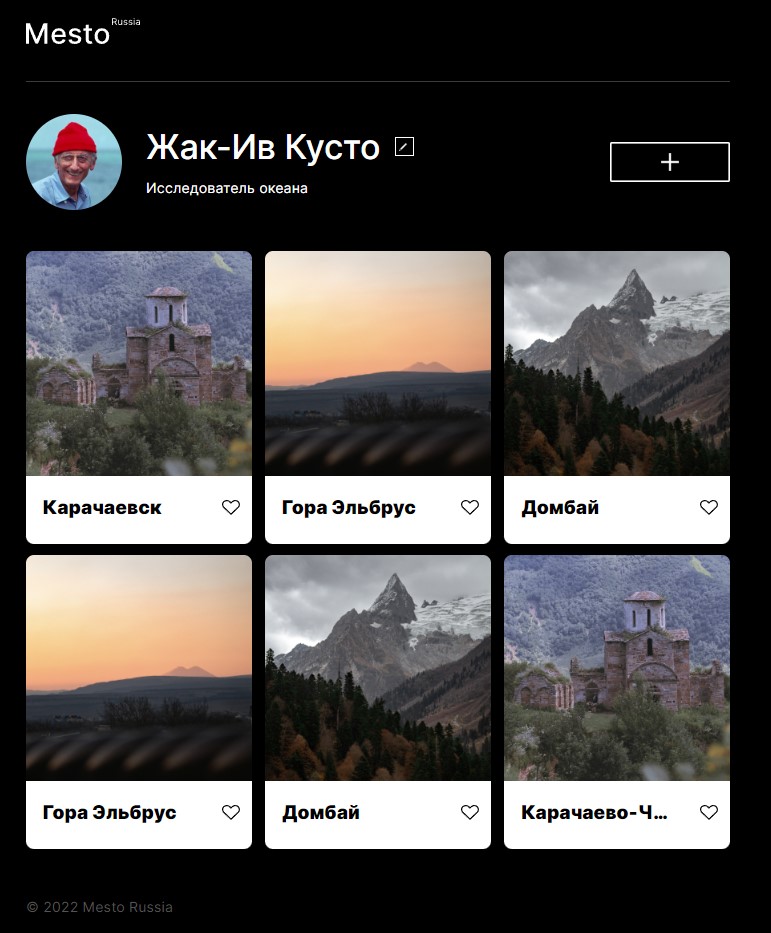 Mesto Russia
Жак-Ив Кусто
Исследователь океана
Карачаевск
Гора Эльбрус
Домбай
Гора Эльбрус
Домбай
Карачаево-Ч...
© 2022 Mesto Russia